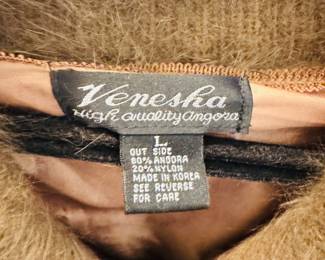 Venesha
High Quality Angora
L
OUT SIDE
80% ANGORA
20% NYLON
MADE IN KOREA
SEE REVERSE
FOR CARE